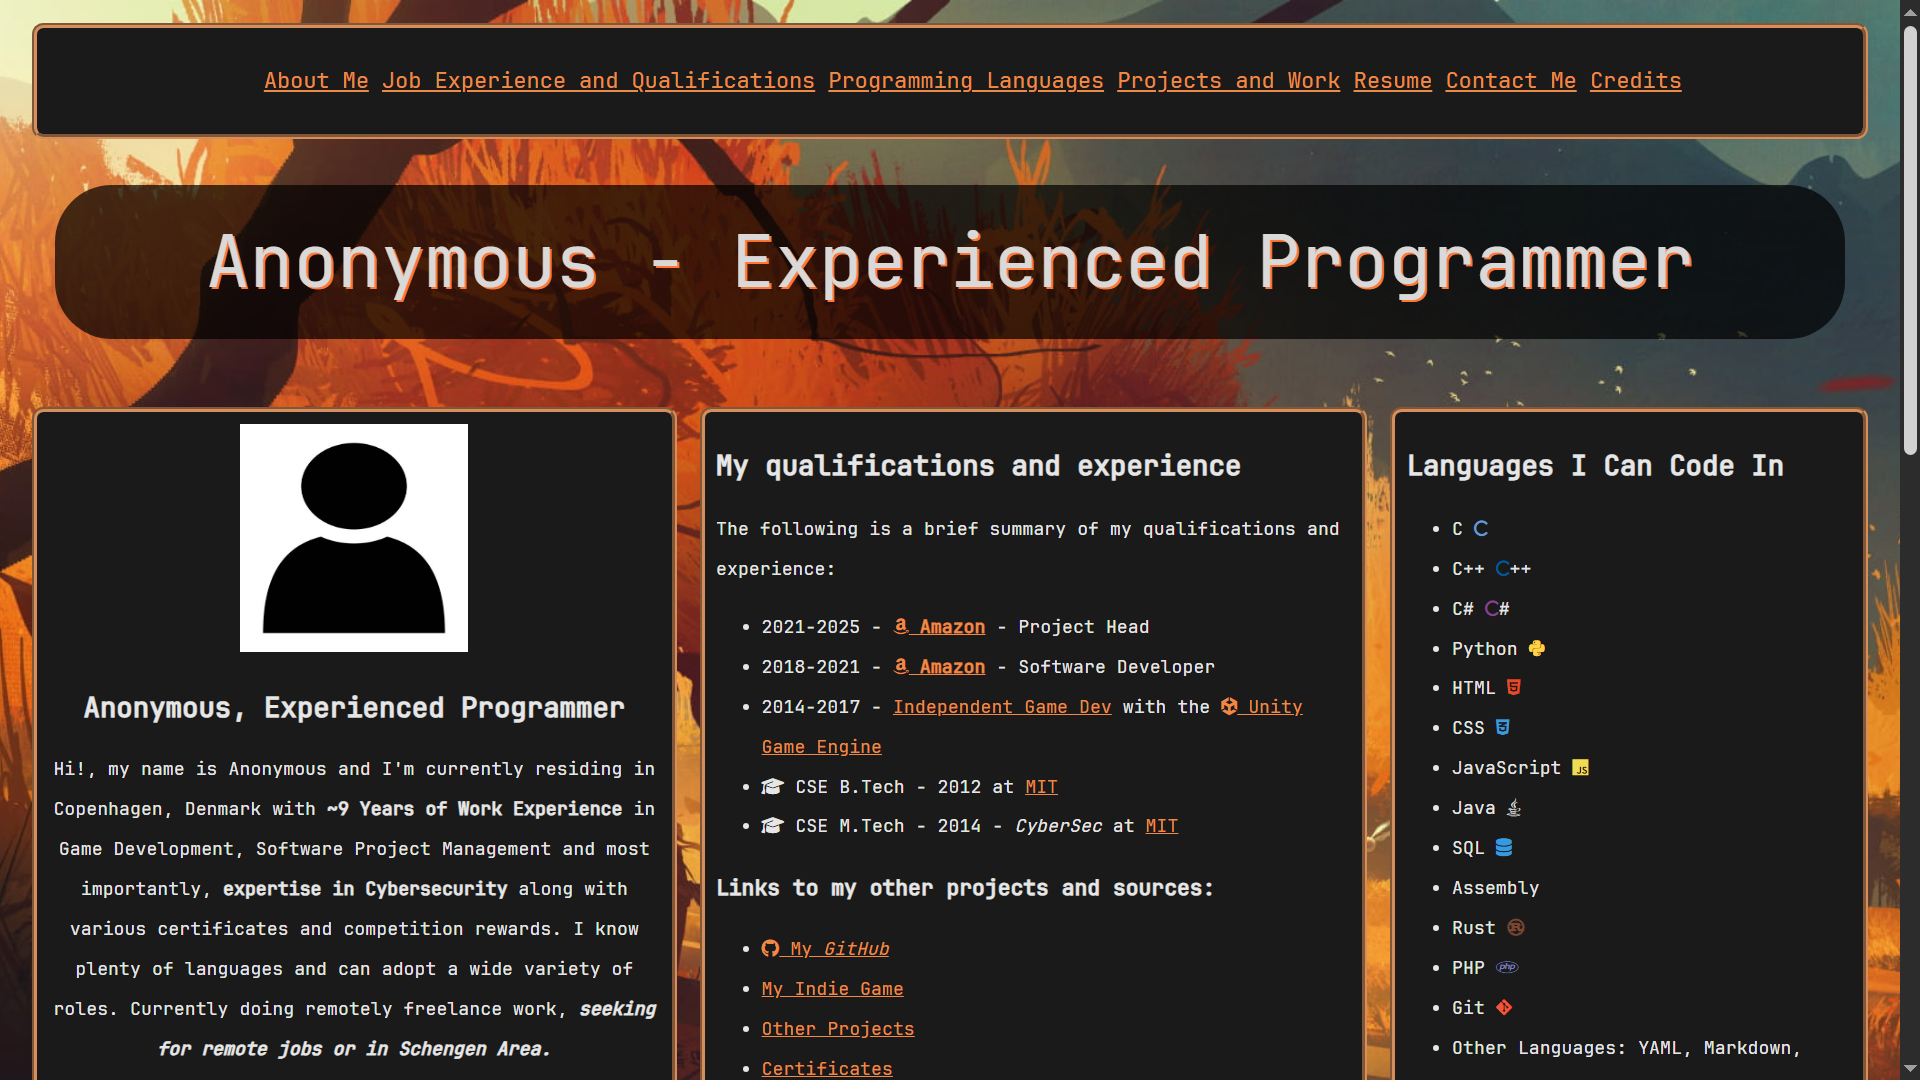 About Me Job Experience and Qualifications Programming Languages Projects and Work Resume Contact Me Credits
Anonymous - Experienced Programmer
Anonymous, Experienced Programmer
Hi!, my name is Anonymous and I'm currently residing in
Copenhagen, Denmark with ~9 Years of Work Experience in
Game Development, Software Project Management and most
importantly, expertise in Cybersecurity along with
various certificates and competition rewards. I know
plenty of languages and can adopt a wide variety of
roles. Currently doing remotely freelance work, seeking
for remote jobs or in Schengen Area.
My qualifications and experience
The following is a brief summary of my qualifications and
experience:
2021-2025 - Amazon - Project Head
2018-2021 - Amazon - Software Developer
2014-2017 - Independent Game Dev with the Unity
Game Engine
CSE B.Tech - 2012 at MIT
CSE M.Tech - 2014 - CyberSec at MIT
Links to my other projects and sources:
My GitHub
My Indie Game
Other Projects
Certificates
Languages I Can Code In
C C
C++ C++
C# C#
Python
HTML
CSS
JavaScript JS
Java
SQL
Assembly
Rust
PHP php
Git
Other Languages: YAML, Markdown,